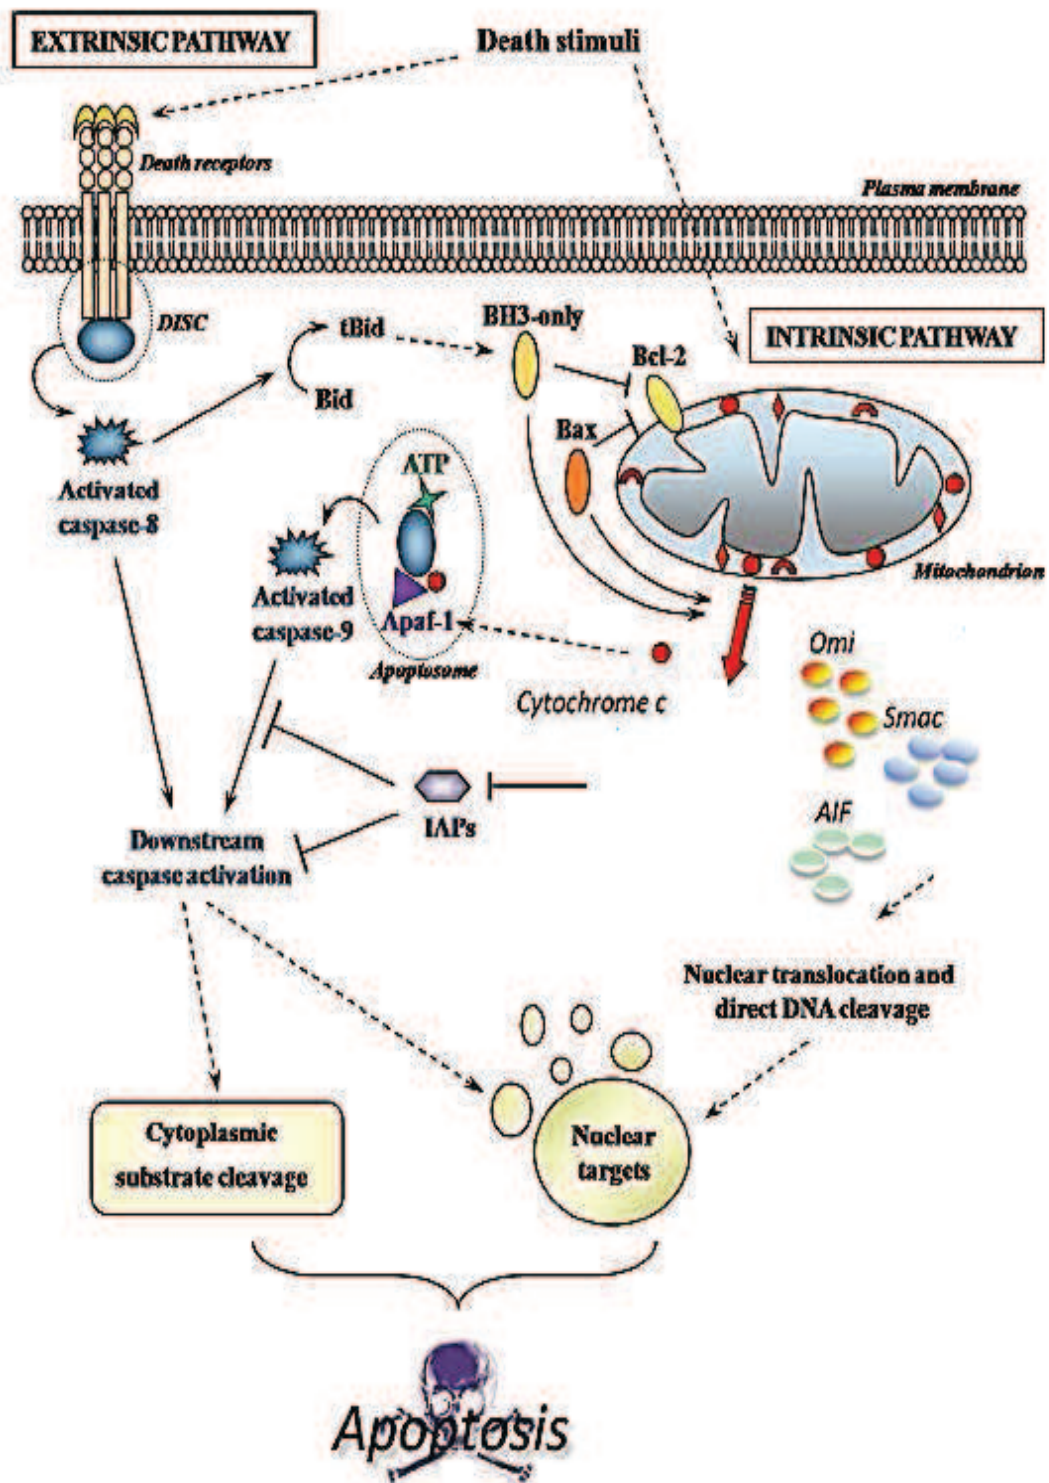 EXTRINSIC PATHWAY
Death stimuli
Death receptors
Plasma membrane
DISC
tBid
BH3-only
INTRINSIC PATHWAY
Bcl-2
Bid
Bax
ATP
Activated
caspase-8
Activated
caspase-9
Apaf-1
Apoptosome
Mitochondrion
Cytochrome c
Omi
Smac
AIF
IAPs
Downstream
caspase activation
Nuclear translocation and
direct DNA cleavage
Cytoplasmic
substrate cleavage
Nuclear
targets
Apoptosis